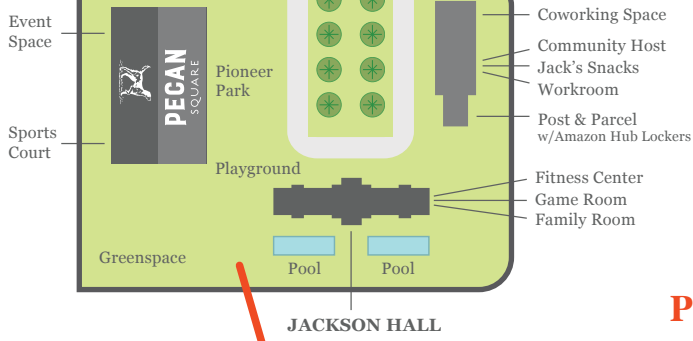 Event
Space
Sports
Court
PECAN
SQUARE
Pioneer
Park
Playground
Greenspace
Pool
Pool
JACKSON HALL
Coworking Space
Community Host
Jack's Snacks
Workroom
Post & Parcel
w/Amazon Hub Lockers
Fitness Center
Game Room
Family Room
P